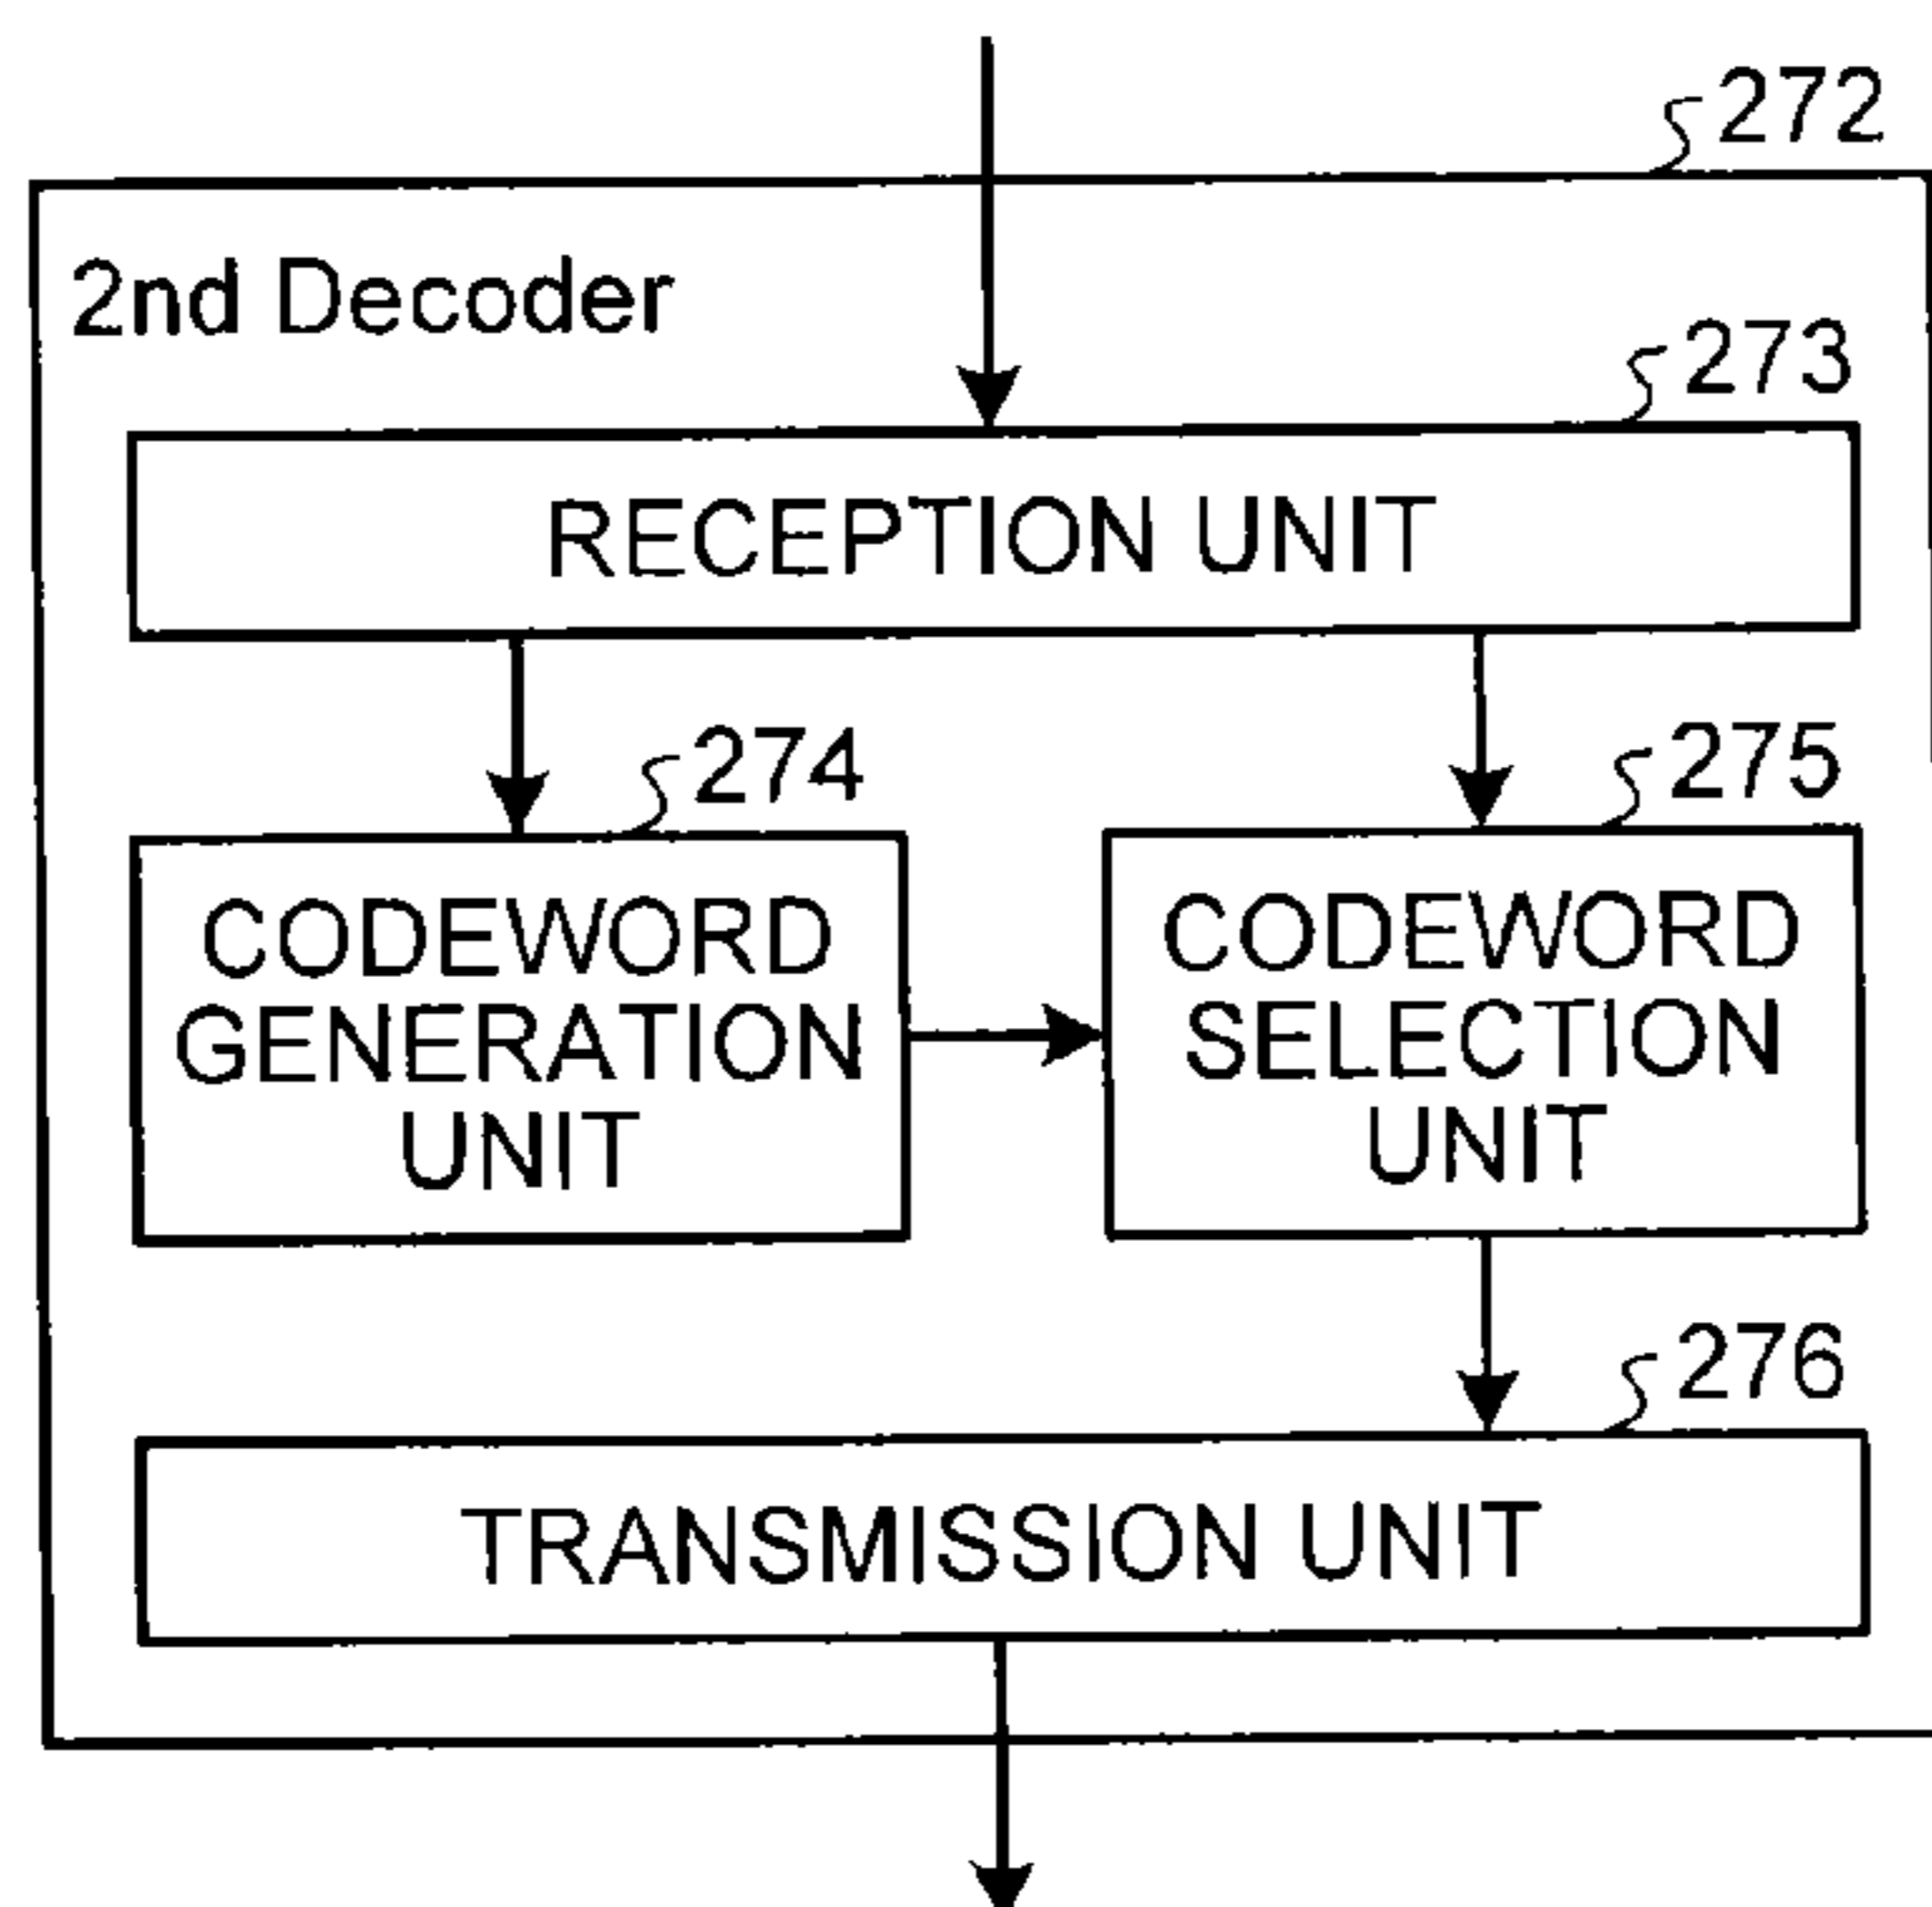 272
2nd Decoder
273
RECEPTION UNIT
274
275
CODEWORD
GENERATION
UNIT
CODEWORD
SELECTION
UNIT
276
TRANSMISSION UNIT